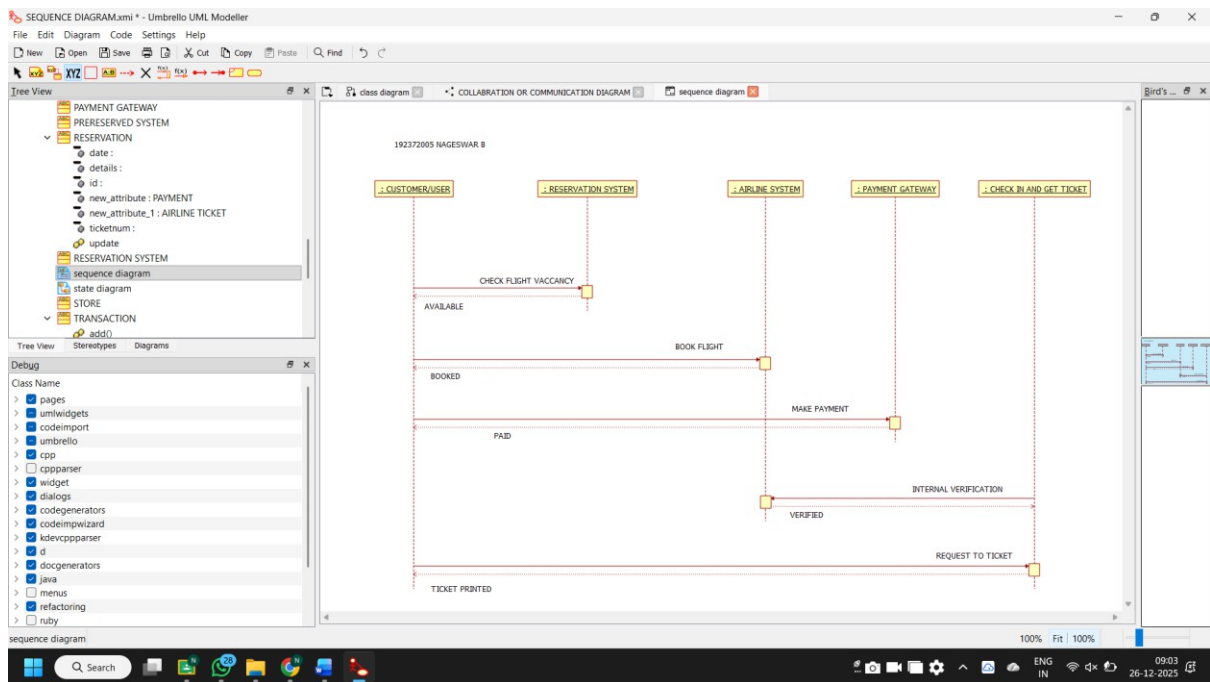 SEQUENCE DIAGRAM.xmi * - Umbrello UML Modeller
File Edit Diagram Code Settings Help
New Open Save Cut Copy Paste Find
XYZ XYZ A:B f(x) f(x)
Tree View
class diagram COLLABRATION OR COMMUNICATION DIAGRAM sequence diagram
Bird's ...
PAYMENT GATEWAY
PRERESERVED SYSTEM
RESERVATION
date :
details :
id :
new_attribute : PAYMENT
new_attribute_1 : AIRLINE TICKET
ticketnum :
update
RESERVATION SYSTEM
sequence diagram
state diagram
STORE
TRANSACTION
add()
Tree View Stereotypes Diagrams
Debug
Class Name
pages
umlwidgets
codeimport
umbrello
cpp
cppparser
widget
dialogs
codegenerators
codeimpwizard
kdevcppparser
d
docgenerators
java
menus
refactoring
ruby
192372005 NAGESWAR B
: CUSTOMER/USER : RESERVATION SYSTEM : AIRLINE SYSTEM : PAYMENT GATEWAY : CHECK IN AND GET TICKET
CHECK FLIGHT VACCANCY
AVAILABLE
BOOK FLIGHT
BOOKED
MAKE PAYMENT
PAID
INTERNAL VERIFICATION
VERIFIED
REQUEST TO TICKET
TICKET PRINTED
sequence diagram
100% Fit 100%
Search
28
ENG
IN
09:03
26-12-2025